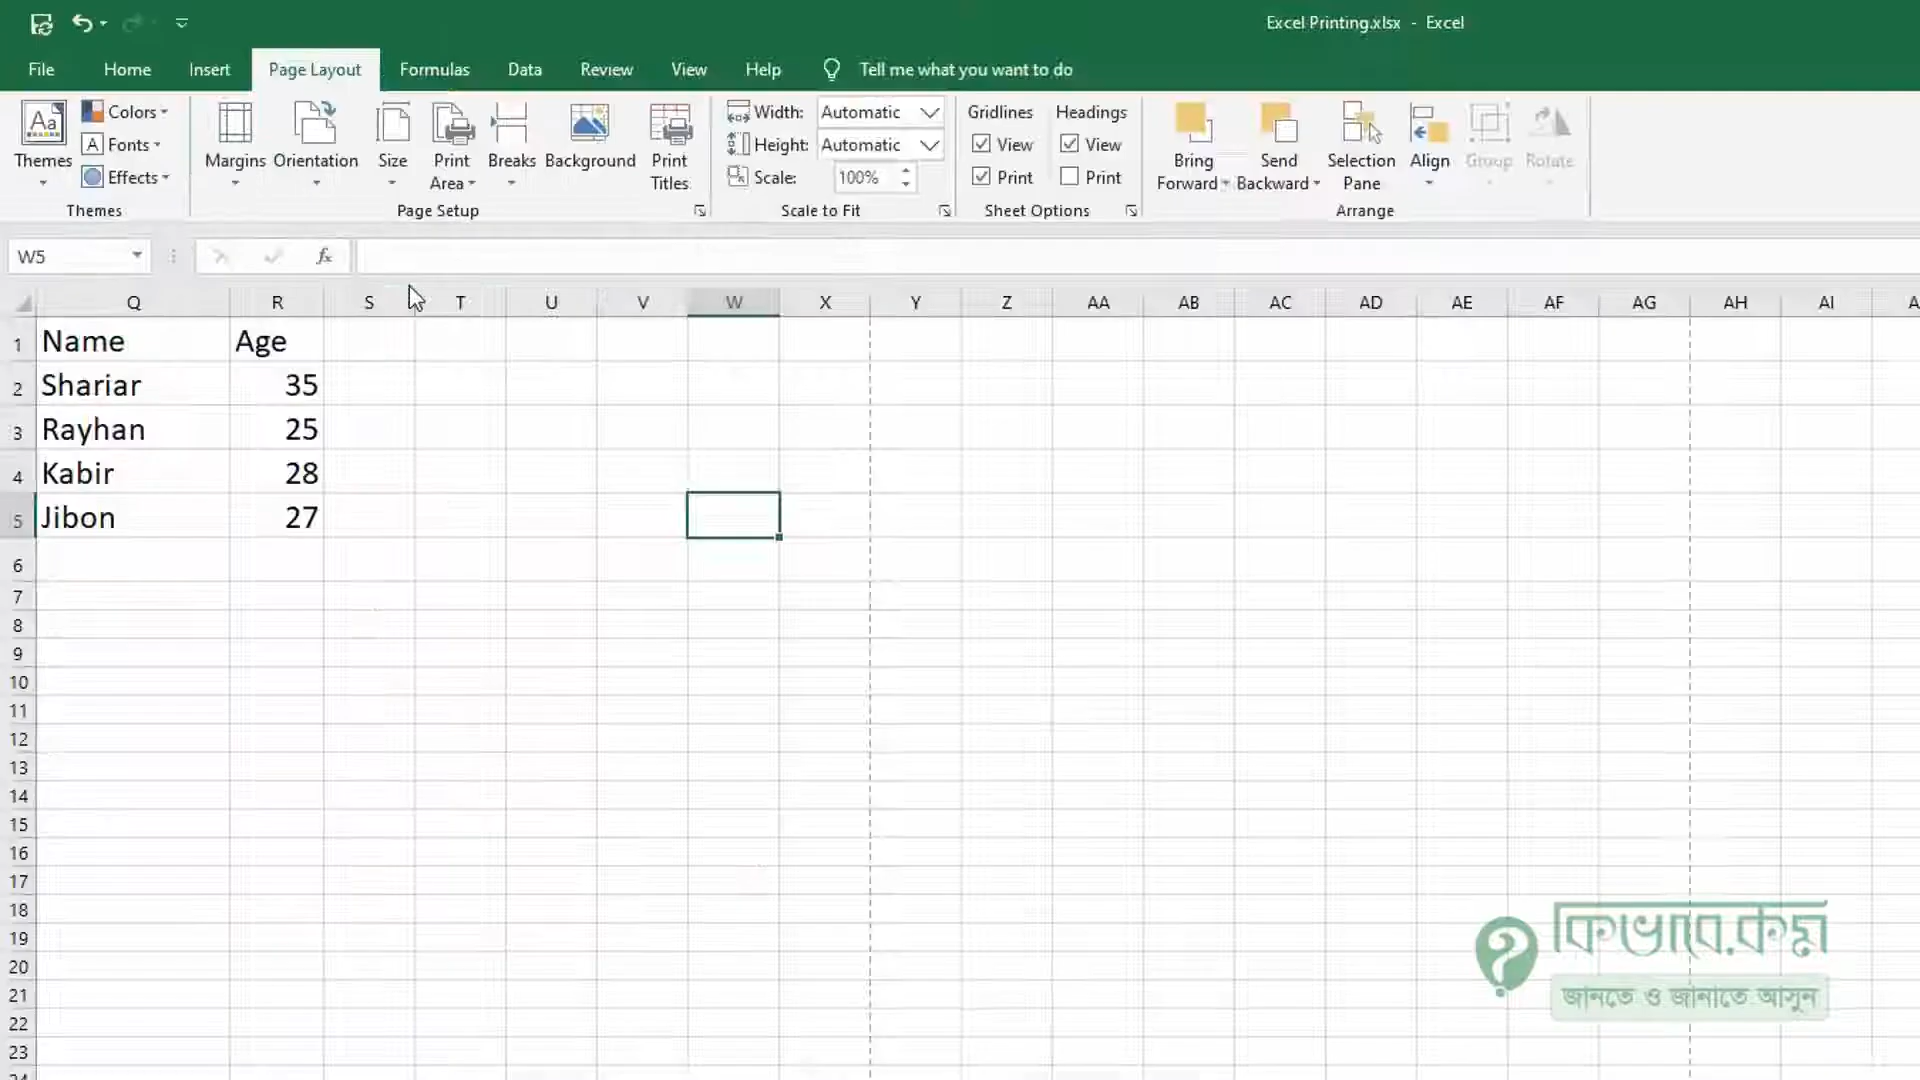 Excel Printing.xlsx - Excel
File Home Insert Page Layout Formulas Data Review View Help Tell me what you want to do
Themes Colors Fonts Effects
Margins Orientation Size Print Area Breaks Background Print Titles
Width: Automatic
Height: Automatic
Scale: 100%
Gridlines Headings
View View
Print Print
Bring Forward Send Backward Selection Pane Align Group Rotate
Themes Page Setup Scale to Fit Sheet Options Arrange
W5 fx
Q R S T U V W X Y Z AA AB AC AD AE AF AG AH AI
1 Name Age
2 Shariar 35
3 Rayhan 25
4 Kabir 28
5 Jibon 27
6
7
8
9
10
11
12
13
14
15
16
17
18
19
20
21
22
23
কিভাবে.কম
জানতে ও জানাতে আসুন